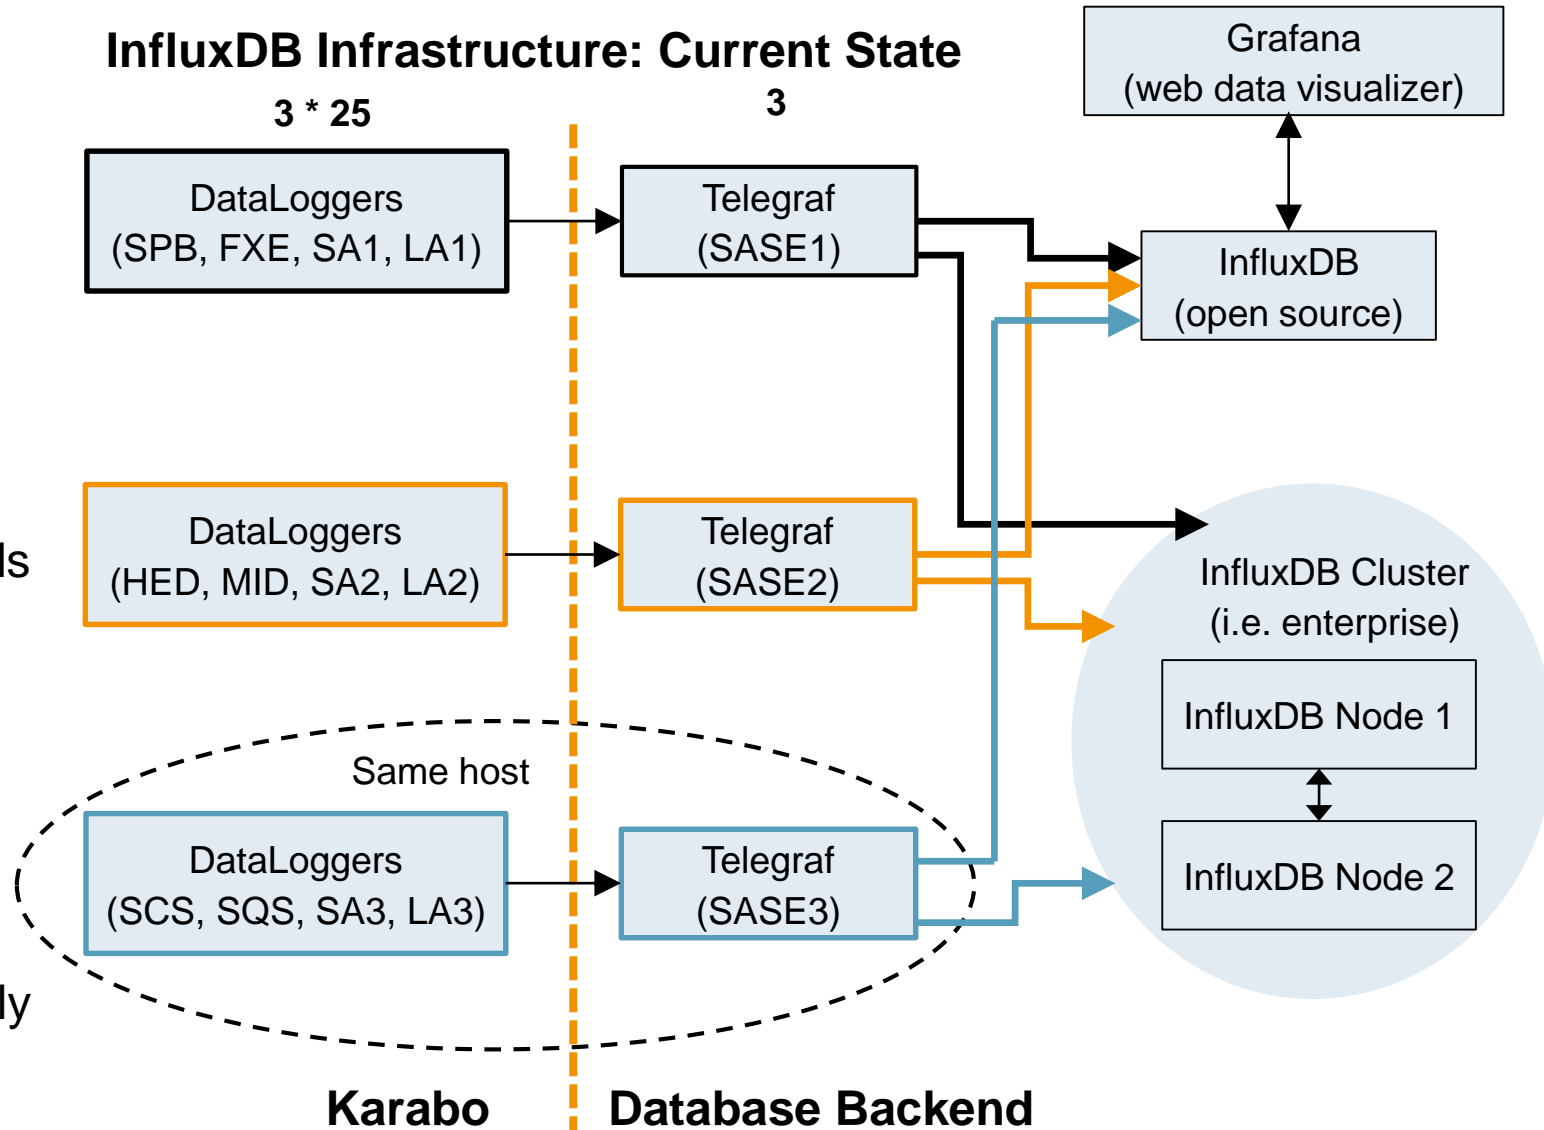 InfluxDB Infrastructure: Current State
3 * 25
3
Grafana
(web data visualizer)
DataLoggers
(SPB, FXE, SA1, LA1)
Telegraf
(SASE1)
InfluxDB
(open source)
ls
DataLoggers
(HED, MID, SA2, LA2)
Telegraf
(SASE2)
InfluxDB Cluster
(i.e. enterprise)
InfluxDB Node 1
InfluxDB Node 2
Same host
DataLoggers
(SCS, SQS, SA3, LA3)
Telegraf
(SASE3)
ly
Karabo
Database Backend